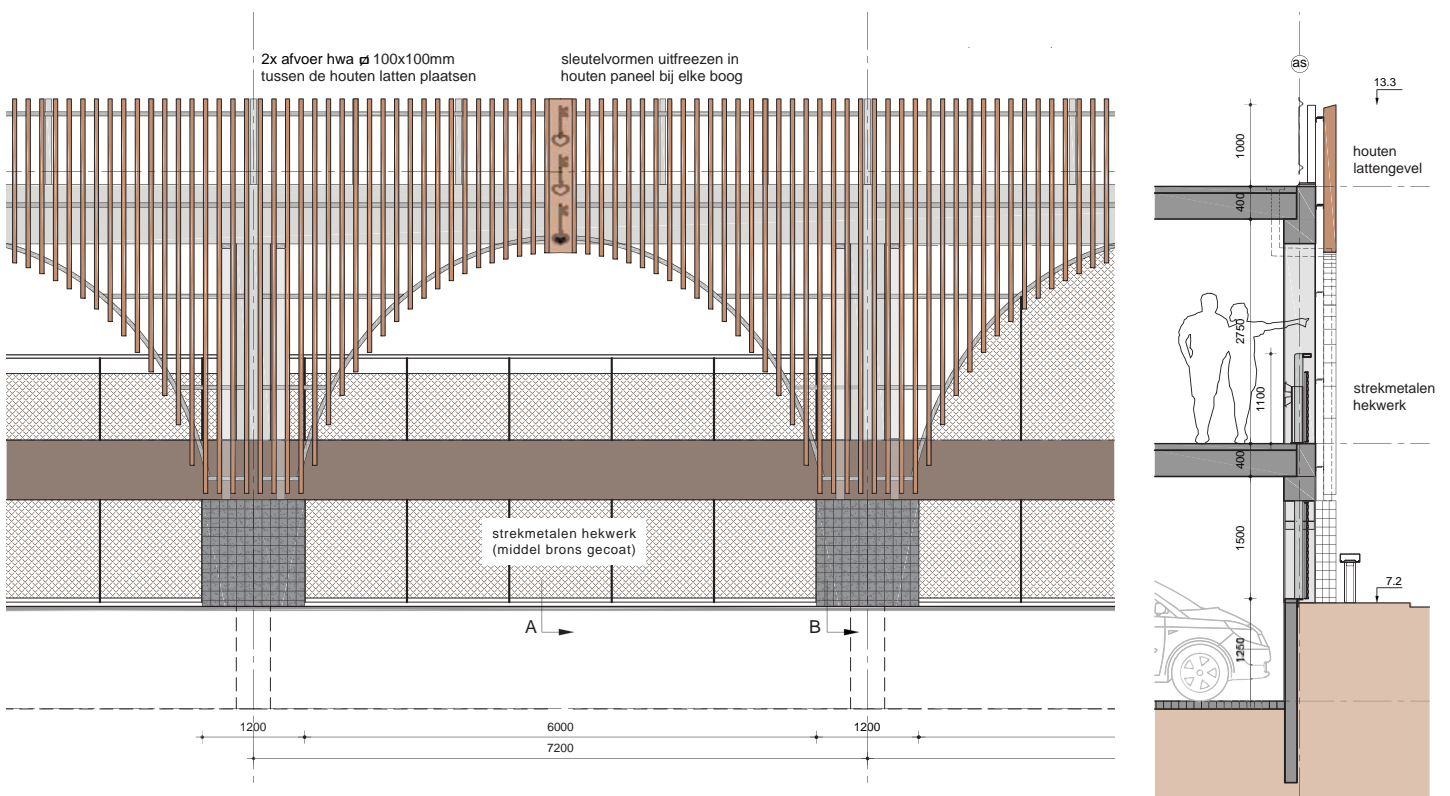 2x afvoer hwa ⌀ 100x100mm
tussen de houten latten plaatsen
sleutelvormen uitfreezen in
houten paneel bij elke boog
strekmetalen hekwerk
(middel brons gecoat)
A
B
1200
6000
1200
7200
as
13.3
1000
houten
lattengevel
400
2750
1100
strekmetalen
hekwerk
400
1500
7.2
1250